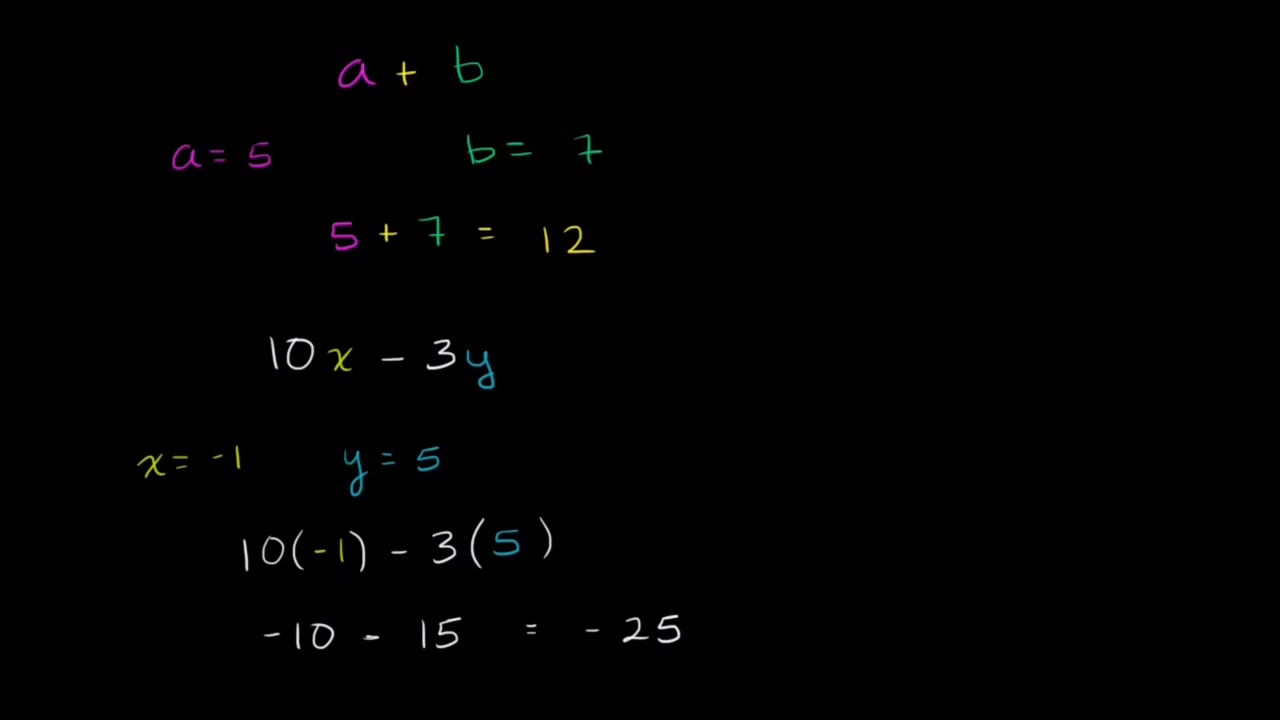 a + b
a = 5 b = 7
5 + 7 = 12
10x - 3y
x = -1 y = 5
10(-1) - 3(5)
-10 - 15 = -25